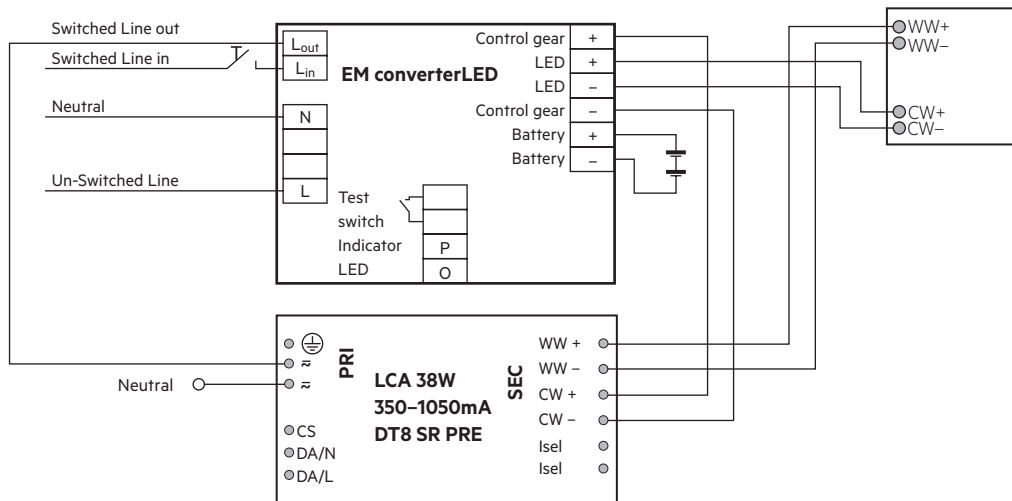 Switched Line out
Switched Line in
Neutral
Un-Switched Line
Lout
Lin
N
L
EM converterLED
Control gear +
LED +
LED –
Control gear –
Battery +
Battery –
Test
switch
Indicator P
LED O
WW+
WW–
CW+
CW–
Neutral
PRI
CS
DA/N
DA/L
LCA 38W
350–1050mA
DT8 SR PRE
SEC
WW +
WW –
CW +
CW –
Isel
Isel